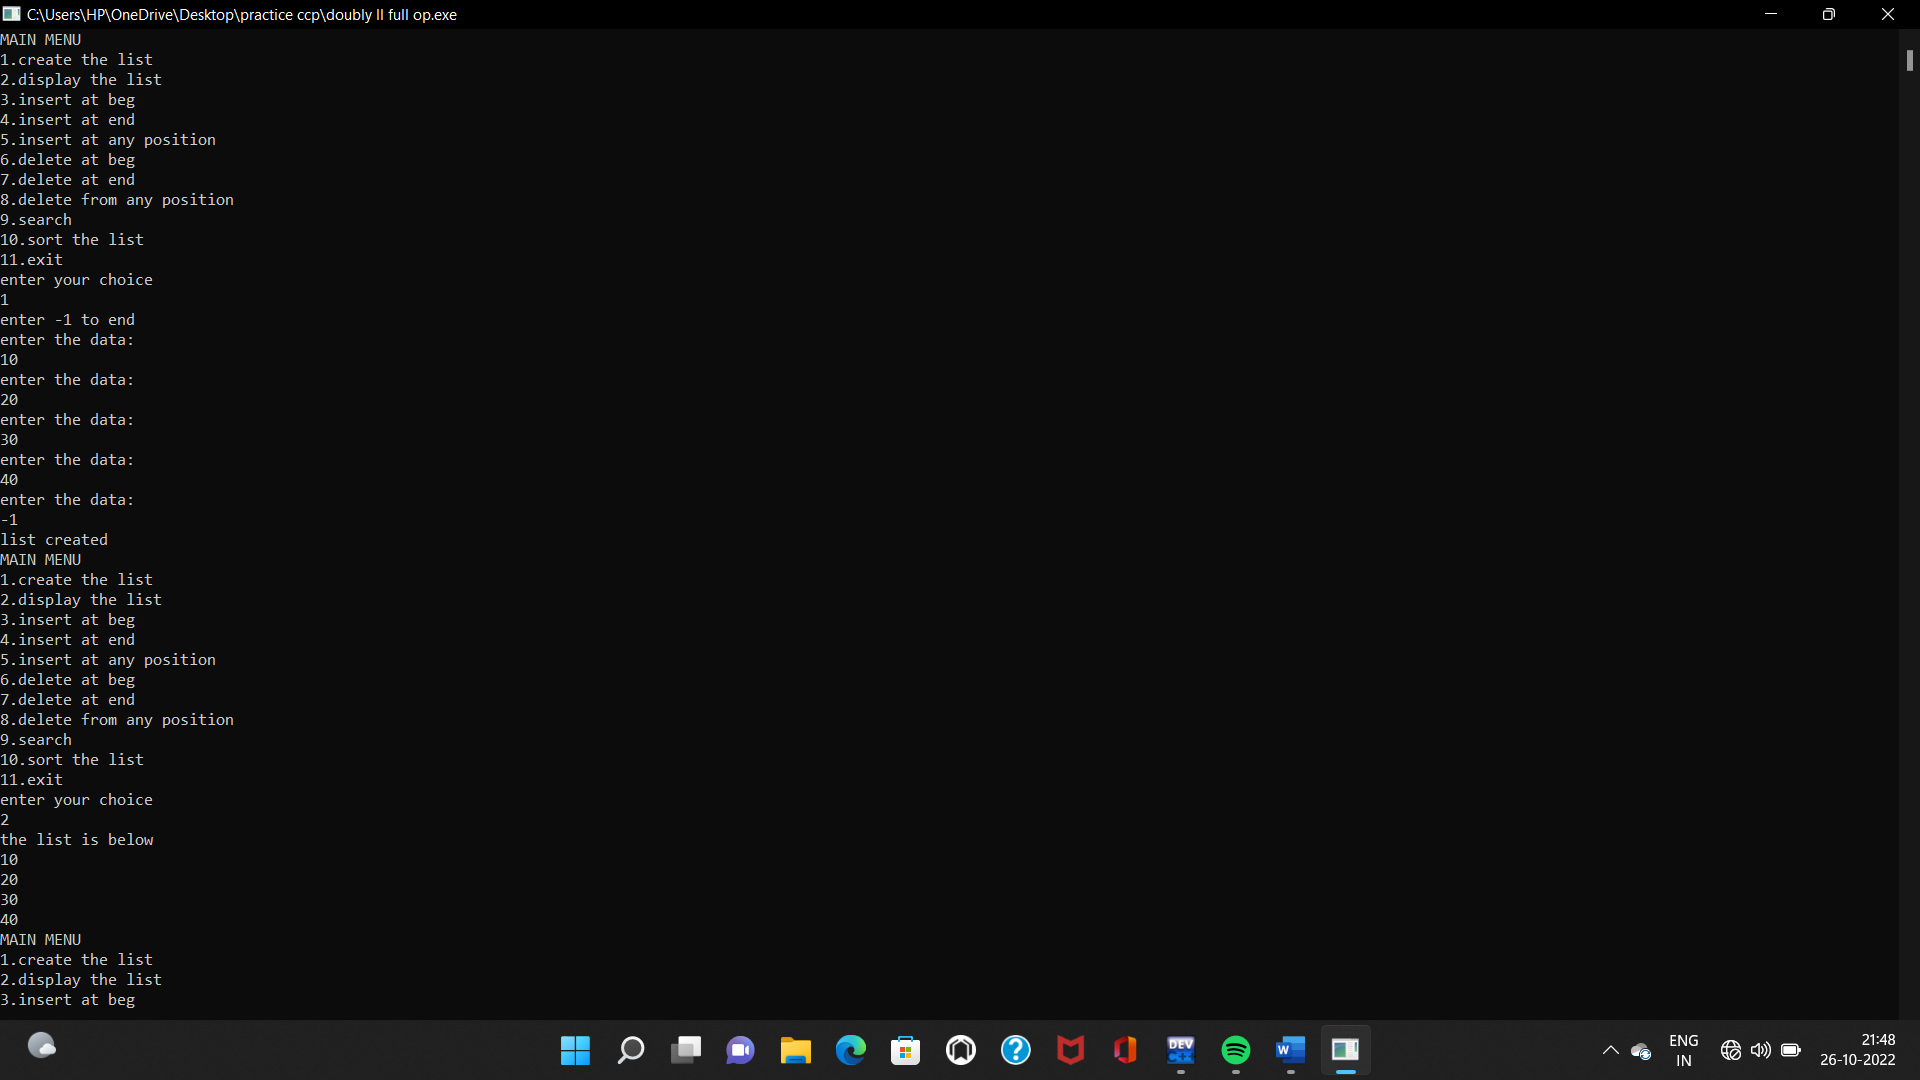 C:\Users\HP\OneDrive\Desktop\practice ccp\doubly ll full op.exe
MAIN MENU
1.create the list
2.display the list
3.insert at beg
4.insert at end
5.insert at any position
6.delete at beg
7.delete at end
8.delete from any position
9.search
10.sort the list
11.exit
enter your choice
1
enter -1 to end
enter the data:
10
enter the data:
20
enter the data:
30
enter the data:
40
enter the data:
-1
list created
MAIN MENU
1.create the list
2.display the list
3.insert at beg
4.insert at end
5.insert at any position
6.delete at beg
7.delete at end
8.delete from any position
9.search
10.sort the list
11.exit
enter your choice
2
the list is below
10
20
30
40
MAIN MENU
1.create the list
2.display the list
3.insert at beg
DEV
C++
W
ENG
IN
21:48
26-10-2022